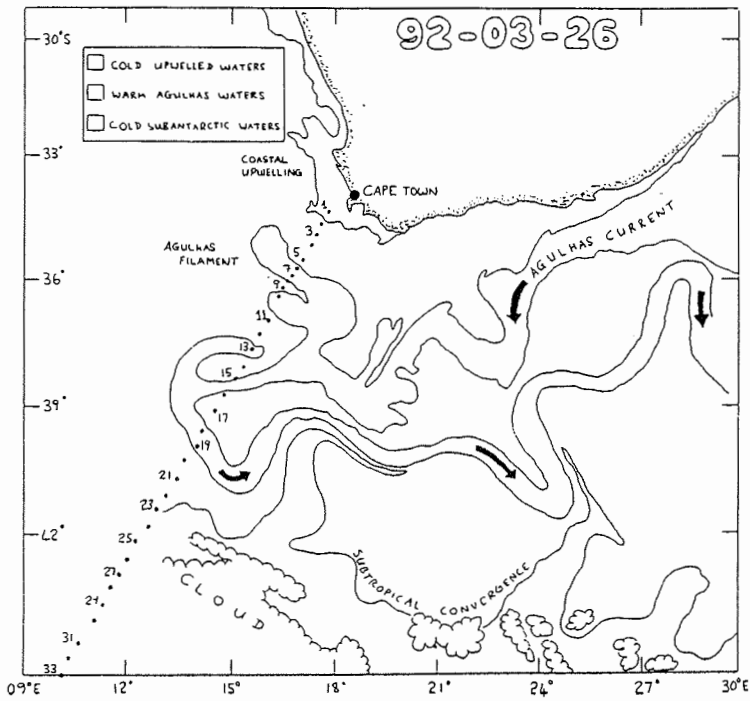 92-03-26
30°S
COLD UPWELLED WATERS
WARM AGULHAS WATERS
COLD SUBANTARCTIC WATERS
33°
COASTAL
UPWELLING
CAPE TOWN
1
3
AGULHAS
FILAMENT
5
AGULHAS CURRENT
7
36°
9
11
13
15
39°
17
19
21
23
42°
25
SUBTROPICAL CONVERGENCE
27
CLOUD
29
31
33
09°E
12°
15°
18°
21°
24°
27°
30°E